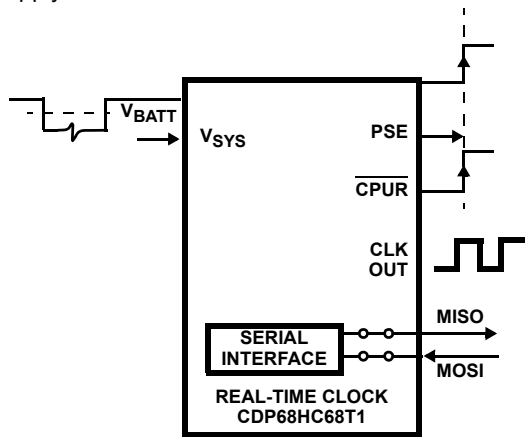 VBATT
VSYS
PSE
CPUR
CLK
OUT
MISO
SERIAL
INTERFACE
MOSI
REAL-TIME CLOCK
CDP68HC68T1